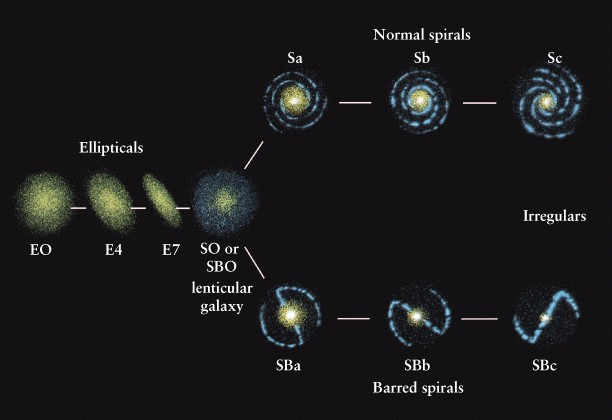 Normal spirals
Sa
Sb
Sc
Ellipticals
EO
E4
E7
SO or
SBO
lenticular
galaxy
Irregulars
SBa
SBb
SBc
Barred spirals